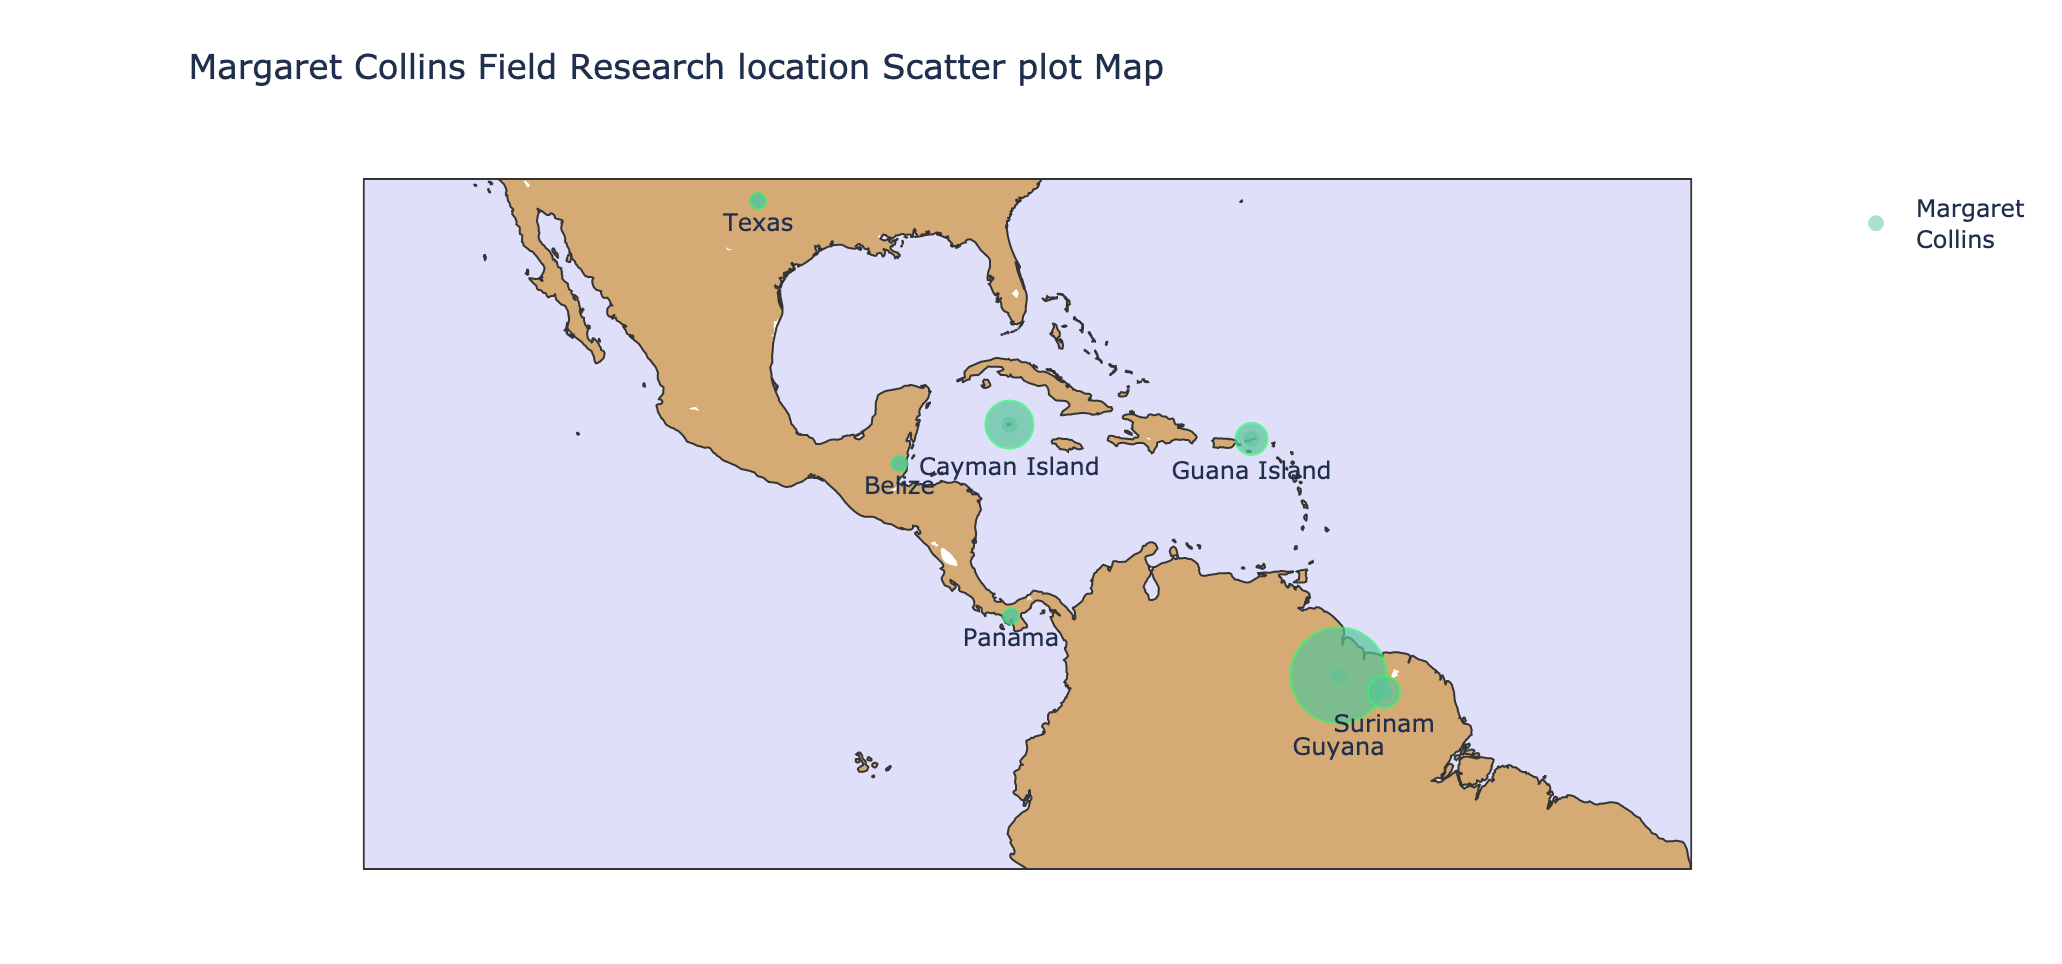 Margaret Collins Field Research location Scatter plot Map
Margaret
Collins
Texas
Cayman Island
Guana Island
Belize
Panama
Surinam
Guyana